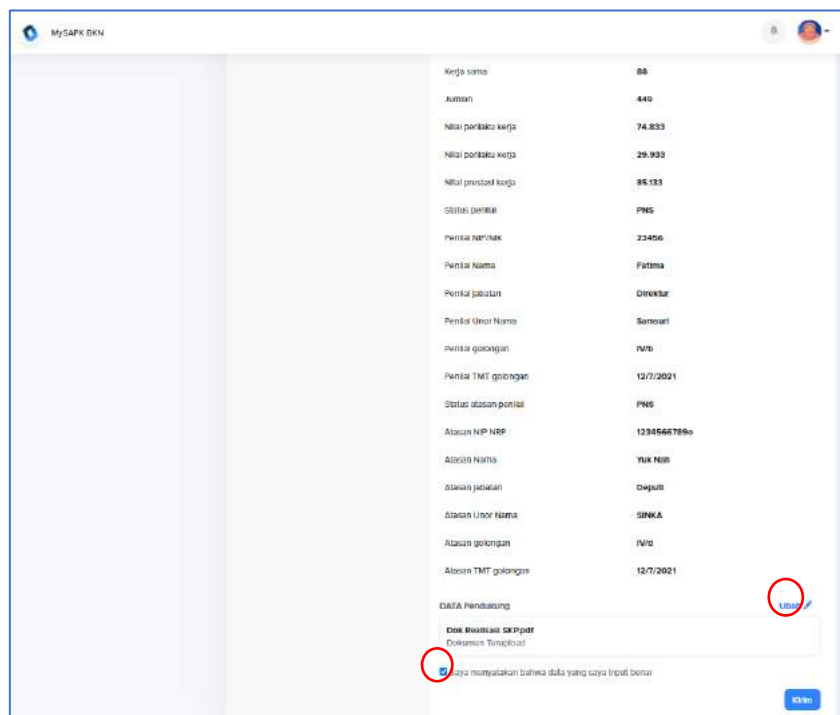 MySAPK BKN
Kerja sama 88
Jumlah 449
Nilai perilaku kerja 74.833
Nilai perilaku kerja 29.933
Nilai prestasi kerja 85.133
Status penilai PNS
Penilai NIP/NIK 23456
Penilai Nama Fatima
Penilai jabatan Direktur
Penilai Unor Nama Samsuri
Penilai golongan IV/b
Penilai TMT golongan 12/7/2021
Status atasan penilai PNS
Atasan NIP NRP 1234566789o
Atasan Nama Yuk Nan
Atasan jabatan Deputi
Atasan Unor Nama SINKA
Atasan golongan IV/d
Atasan TMT golongan 12/7/2021
DATA Pendukung Ubah
Dok Realisasi SKP.pdf
Dokumen Terupload
Saya menyatakan bahwa data yang saya input benar
Kirim